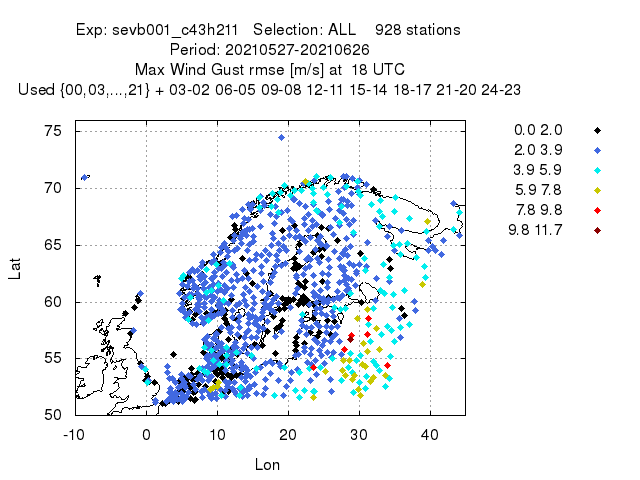 Exp: sevb001_c43h211 Selection: ALL 928 stations
Period: 20210527-20210626
Max Wind Gust rmse [m/s] at 18 UTC
Used {00,03,...,21} + 03-02 06-05 09-08 12-11 15-14 18-17 21-20 24-23
0.0 2.0
2.0 3.9
3.9 5.9
5.9 7.8
7.8 9.8
9.8 11.7
75
70
65
60
55
50
Lat
-10 0 10 20 30 40
Lon